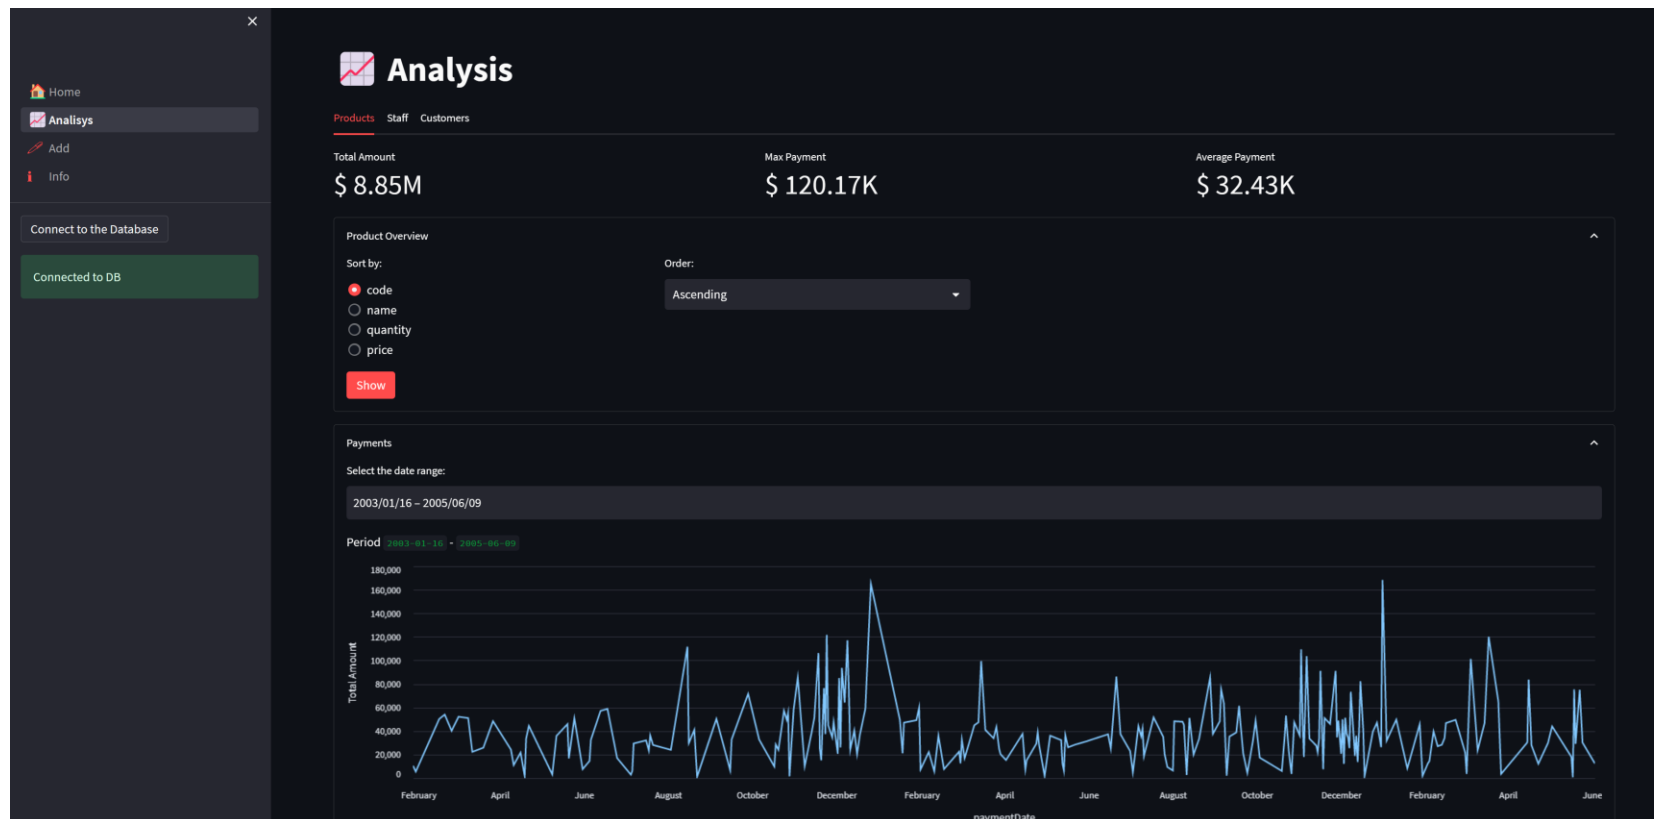 Home
Analisys
Add
Info
Connect to the Database
Connected to DB
Analysis
Products Staff Customers
Total Amount Max Payment Average Payment
$ 8.85M $ 120.17K $ 32.43K
Product Overview
Sort by: Order:
code
Ascending
name
quantity
price
Show
Payments
Select the date range:
2003/01/16 – 2005/06/09
Period 2003-01-16 - 2005-06-09
180,000
160,000
140,000
120,000
100,000
80,000
60,000
40,000
20,000
0
Total Amount
February April June August October December February April June August October December February April June
paymentDate